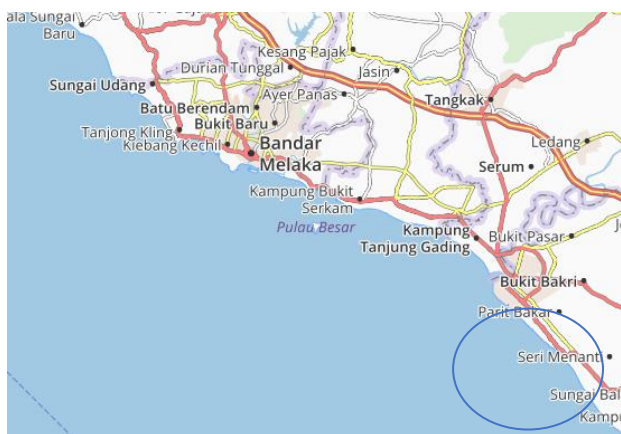 ala Sungai
Baru
Kesang Pajak
Durian Tunggal
Jasin
Sungai Udang
Ayer Panas
Tangkak
Batu Berendam
Bukit Baru
Tanjong Kling
Klebang Kechil
Bandar
Melaka
Ledang
Serum
Kampung Bukit
Serkam
Pulau Besar
Kampung
Tanjung Gading
Bukit Pasar
Bukit Bakri
Parit Bakar
Seri Menanti
Sungai Bal
Kampu